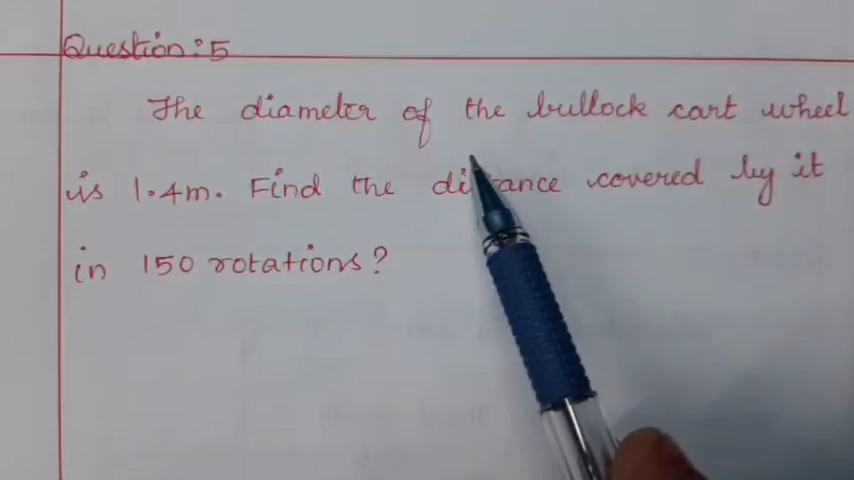 Question: 5
The diameter of the bullock cart wheel
is 1.4m. Find the distance covered by it
in 150 rotations?